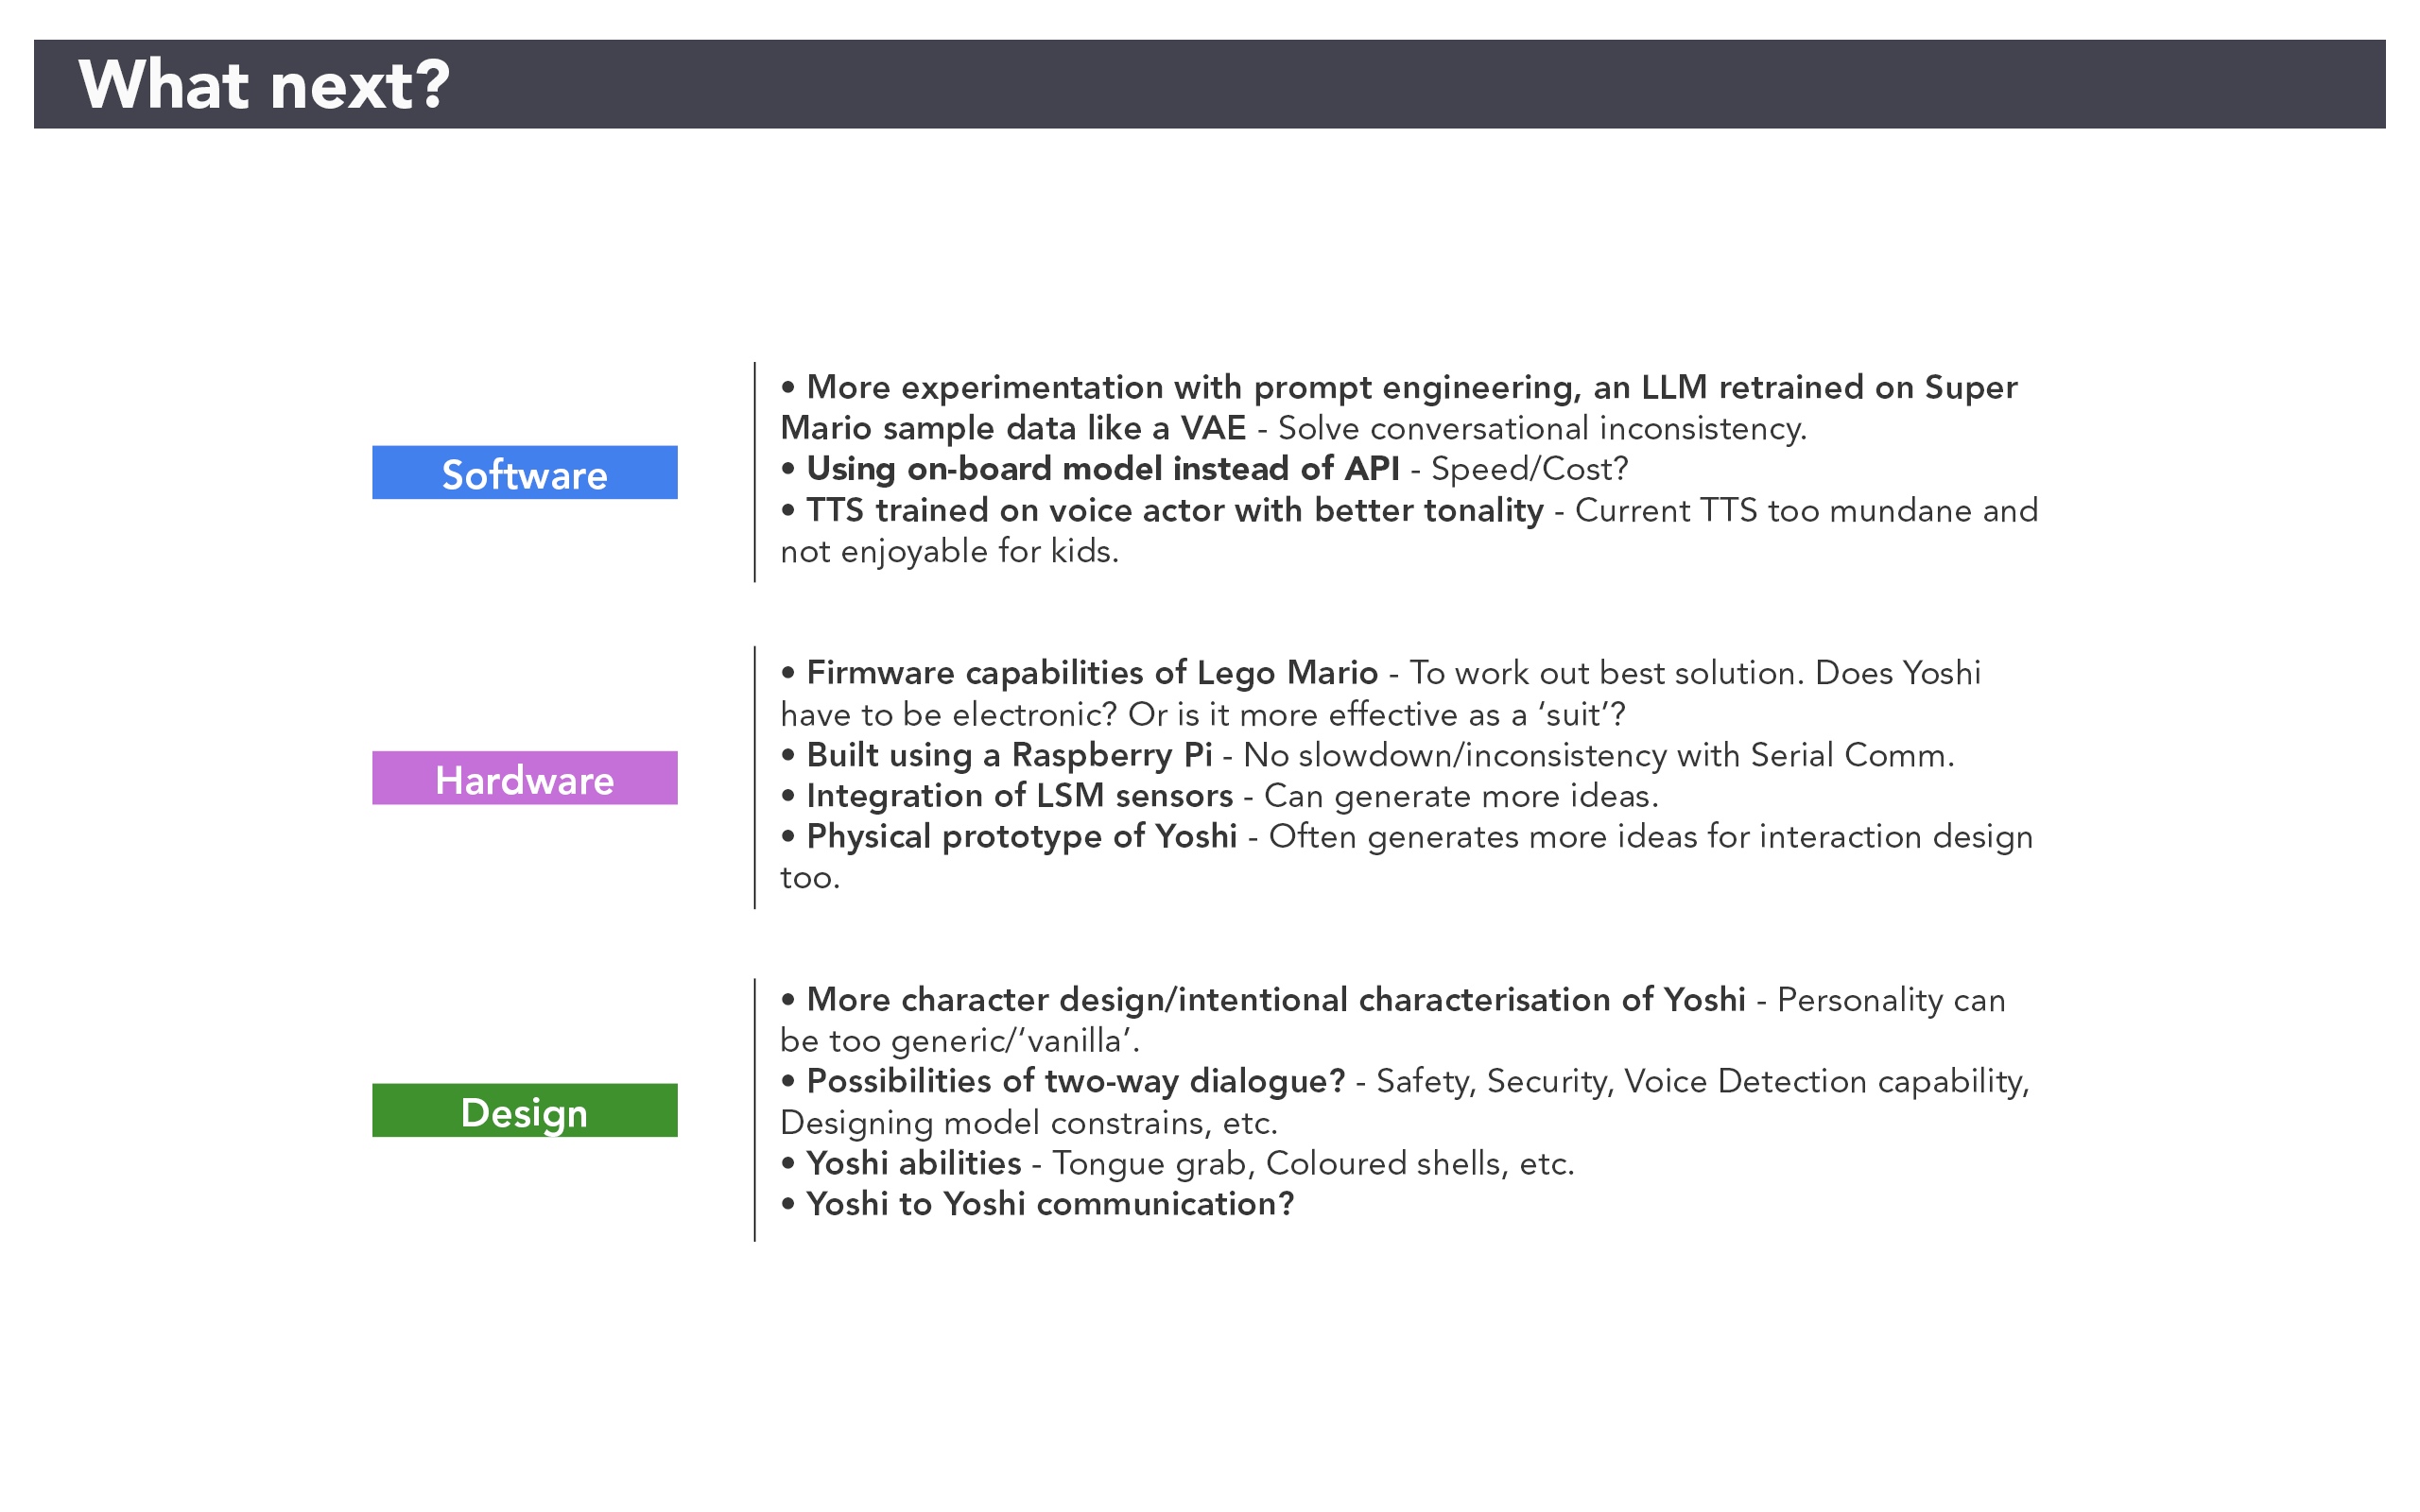 What next?
Software
• More experimentation with prompt engineering, an LLM retrained on Super
Mario sample data like a VAE - Solve conversational inconsistency.
• Using on-board model instead of API - Speed/Cost?
• TTS trained on voice actor with better tonality - Current TTS too mundane and
not enjoyable for kids.
Hardware
• Firmware capabilities of Lego Mario - To work out best solution. Does Yoshi
have to be electronic? Or is it more effective as a ‘suit’?
• Built using a Raspberry Pi - No slowdown/inconsistency with Serial Comm.
• Integration of LSM sensors - Can generate more ideas.
• Physical prototype of Yoshi - Often generates more ideas for interaction design
too.
Design
• More character design/intentional characterisation of Yoshi - Personality can
be too generic/‘vanilla’.
• Possibilities of two-way dialogue? - Safety, Security, Voice Detection capability,
Designing model constrains, etc.
• Yoshi abilities - Tongue grab, Coloured shells, etc.
• Yoshi to Yoshi communication?